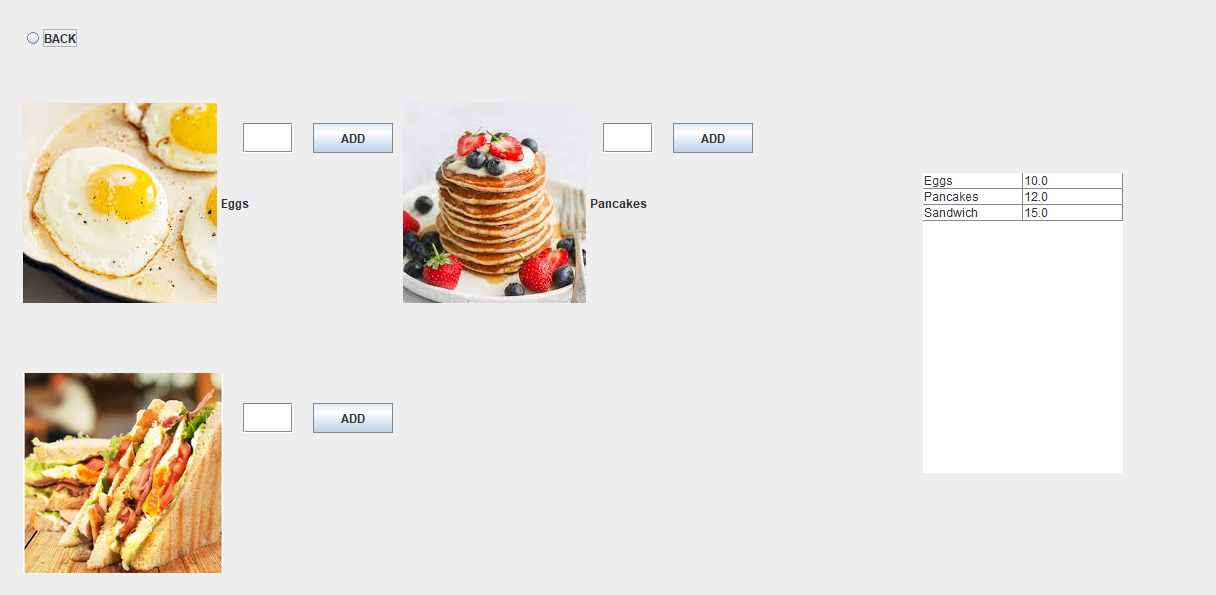 BACK
ADD
ADD
Eggs
Pancakes
Eggs 10.0
Pancakes 12.0
Sandwich 15.0
ADD